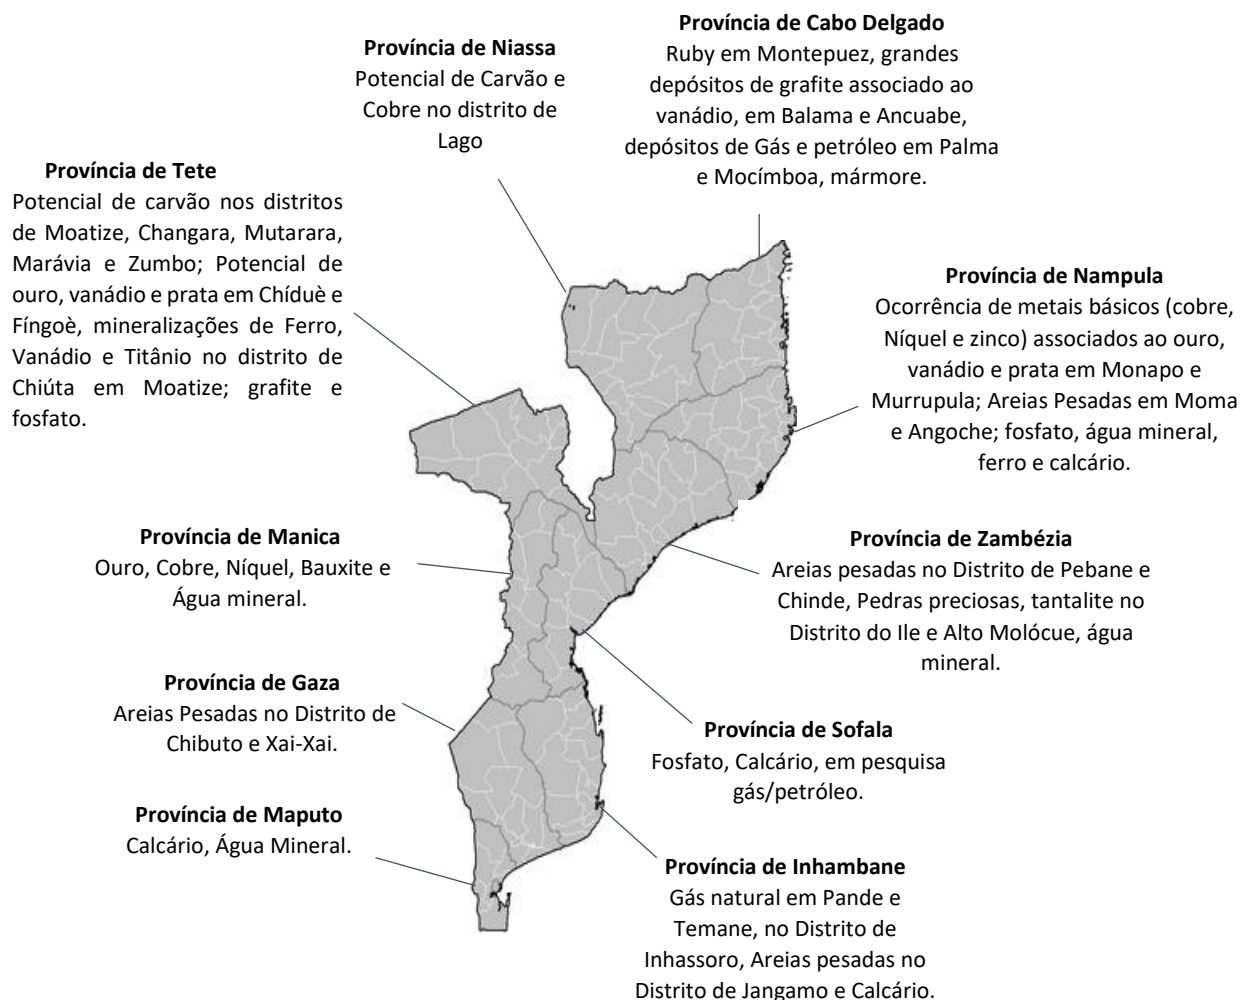 Província de Cabo Delgado
Ruby em Montepuez, grandes
depósitos de grafite associado ao
vanádio, em Balama e Ancuabe,
depósitos de Gás e petróleo em Palma
e Mocímboa, mármore.
Província de Niassa
Potencial de Carvão e
Cobre no distrito de
Lago
Província de Tete
Potencial de carvão nos distritos
de Moatize, Changara, Mutarara,
Marávia e Zumbo; Potencial de
ouro, vanádio e prata em Chíduè e
Fíngoè, mineralizações de Ferro,
Vanádio e Titânio no distrito de
Chiúta em Moatize; grafite e
fosfato.
Província de Nampula
Ocorrência de metais básicos (cobre,
Níquel e zinco) associados ao ouro,
vanádio e prata em Monapo e
Murrupula; Areias Pesadas em Moma
e Angoche; fosfato, água mineral,
ferro e calcário.
Província de Manica
Ouro, Cobre, Níquel, Bauxite e
Água mineral.
Província de Zambézia
Areias pesadas no Distrito de Pebane e
Chinde, Pedras preciosas, tantalite no
Distrito do Ile e Alto Molócue, água
mineral.
Província de Gaza
Areias Pesadas no Distrito de
Chibuto e Xai-Xai.
Província de Sofala
Fosfato, Calcário, em pesquisa
gás/petróleo.
Província de Maputo
Calcário, Água Mineral.
Província de Inhambane
Gás natural em Pande e
Temane, no Distrito de
Inhassoro, Areias pesadas no
Distrito de Jangamo e Calcário.